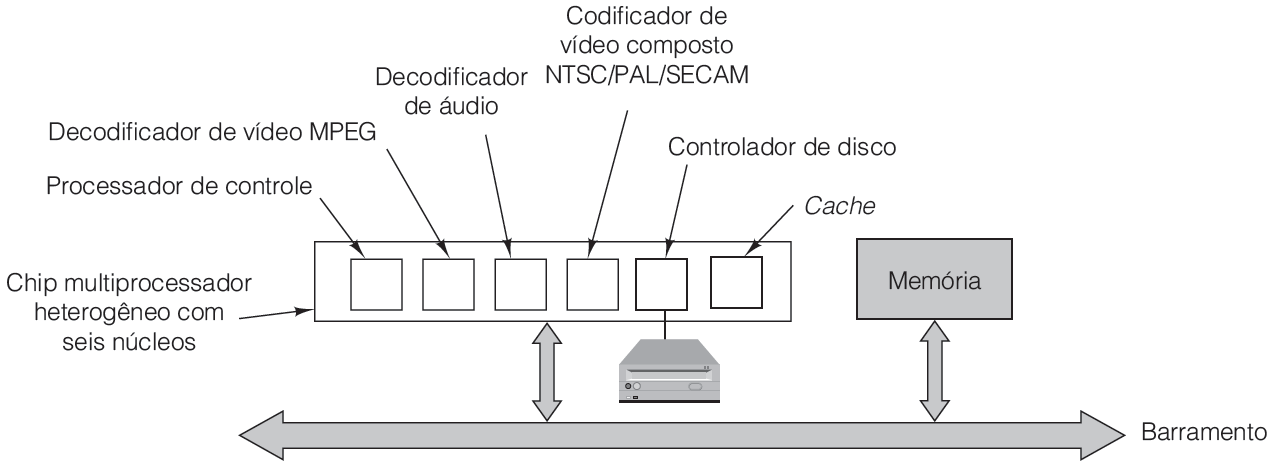 Codificador de
vídeo composto
NTSC/PAL/SECAM
Decodificador
de áudio
Decodificador de vídeo MPEG
Controlador de disco
Processador de controle
Cache
Chip multiprocessador
heterogêneo com
seis núcleos
Memória
Barramento